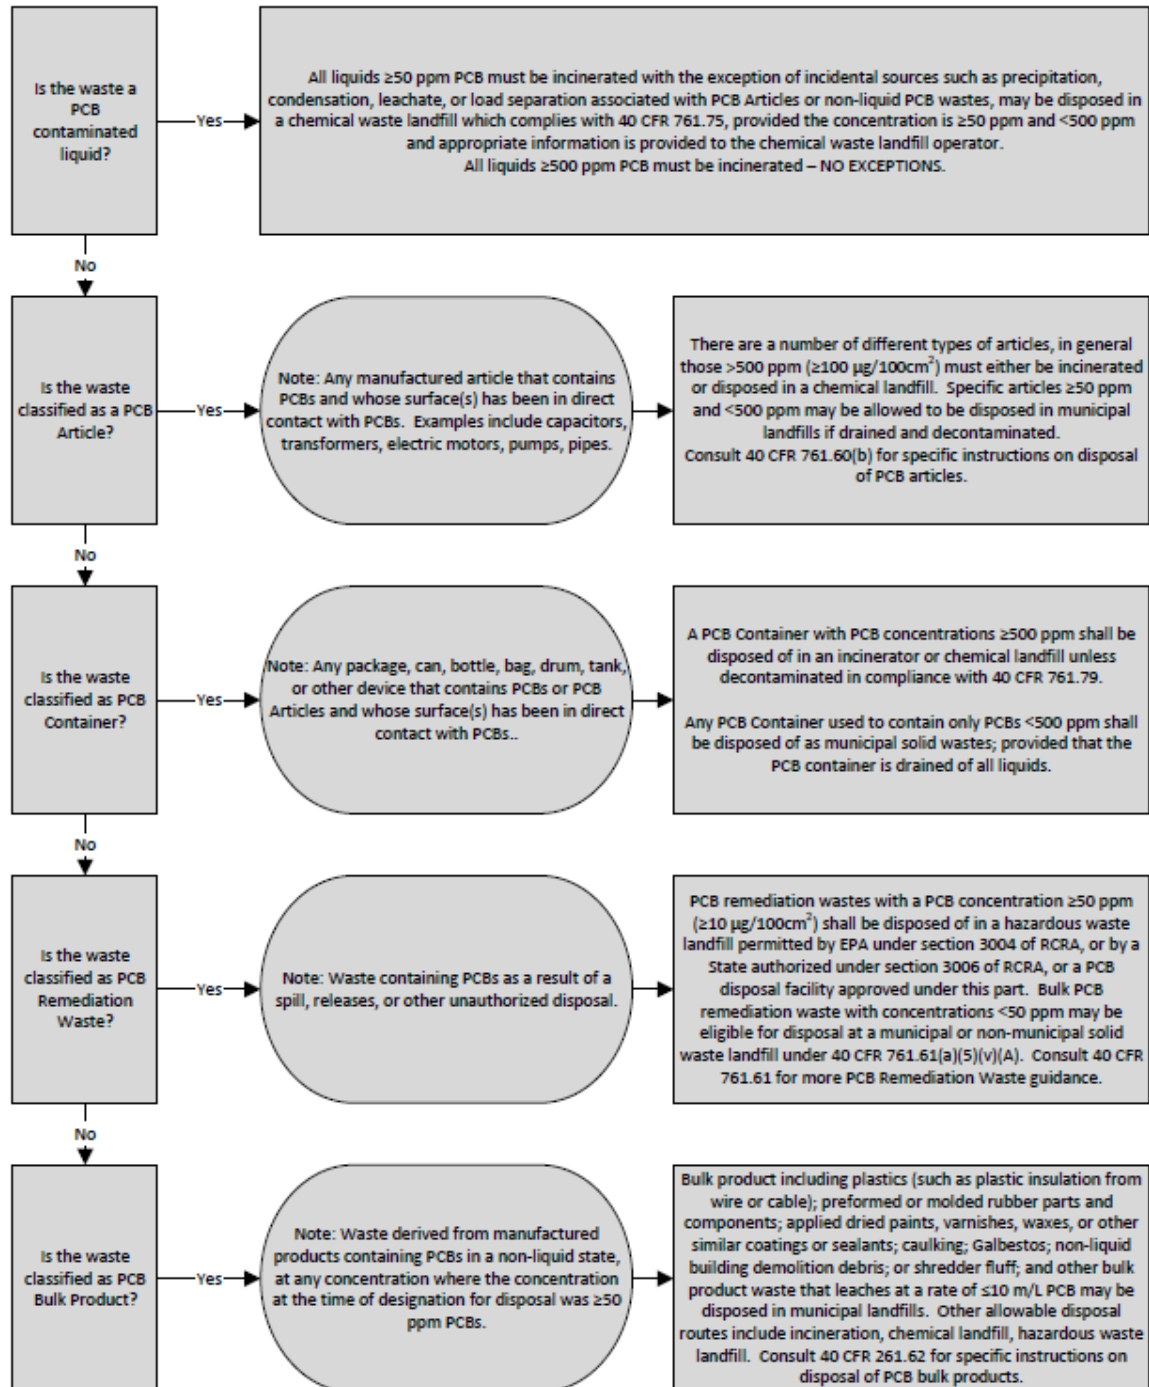 Is the waste a
PCB
contaminated
liquid?
Yes
All liquids ≥50 ppm PCB must be incinerated with the exception of incidental sources such as precipitation,
condensation, leachate, or load separation associated with PCB Articles or non-liquid PCB wastes, may be disposed in
a chemical waste landfill which complies with 40 CFR 761.75, provided the concentration is ≥50 ppm and <500 ppm
and appropriate information is provided to the chemical waste landfill operator.
All liquids ≥500 ppm PCB must be incinerated – NO EXCEPTIONS.
No
Is the waste
classified as a PCB
Article?
Yes
Note: Any manufactured article that contains
PCBs and whose surface(s) has been in direct
contact with PCBs. Examples include capacitors,
transformers, electric motors, pumps, pipes.
There are a number of different types of articles, in general
those >500 ppm (≥100 µg/100cm²) must either be incinerated
or disposed in a chemical landfill. Specific articles ≥50 ppm
and <500 ppm may be allowed to be disposed in municipal
landfills if drained and decontaminated.
Consult 40 CFR 761.60(b) for specific instructions on disposal
of PCB articles.
No
Is the waste
classified as PCB
Container?
Yes
Note: Any package, can, bottle, bag, drum, tank,
or other device that contains PCBs or PCB
Articles and whose surface(s) has been in direct
contact with PCBs..
A PCB Container with PCB concentrations ≥500 ppm shall be
disposed of in an incinerator or chemical landfill unless
decontaminated in compliance with 40 CFR 761.79.
Any PCB Container used to contain only PCBs <500 ppm shall
be disposed of as municipal solid wastes; provided that the
PCB container is drained of all liquids.
No
Is the waste
classified as PCB
Remediation
Waste?
Yes
Note: Waste containing PCBs as a result of a
spill, releases, or other unauthorized disposal.
PCB remediation wastes with a PCB concentration ≥50 ppm
(≥10 µg/100cm²) shall be disposed of in a hazardous waste
landfill permitted by EPA under section 3004 of RCRA, or by a
State authorized under section 3006 of RCRA, or a PCB
disposal facility approved under this part. Bulk PCB
remediation waste with concentrations <50 ppm may be
eligible for disposal at a municipal or non-municipal solid
waste landfill under 40 CFR 761.61(a)(5)(v)(A). Consult 40 CFR
761.61 for more PCB Remediation Waste guidance.
No
Is the waste
classified as PCB
Bulk Product?
Yes
Note: Waste derived from manufactured
products containing PCBs in a non-liquid state,
at any concentration where the concentration
at the time of designation for disposal was ≥50
ppm PCBs.
Bulk product including plastics (such as plastic insulation from
wire or cable); preformed or molded rubber parts and
components; applied dried paints, varnishes, waxes, or other
similar coatings or sealants; caulking; Galbestos; non-liquid
building demolition debris; or shredder fluff; and other bulk
product waste that leaches at a rate of ≤10 m/L PCB may be
disposed in municipal landfills. Other allowable disposal
routes include incineration, chemical landfill, hazardous waste
landfill. Consult 40 CFR 261.62 for specific instructions on
disposal of PCB bulk products.